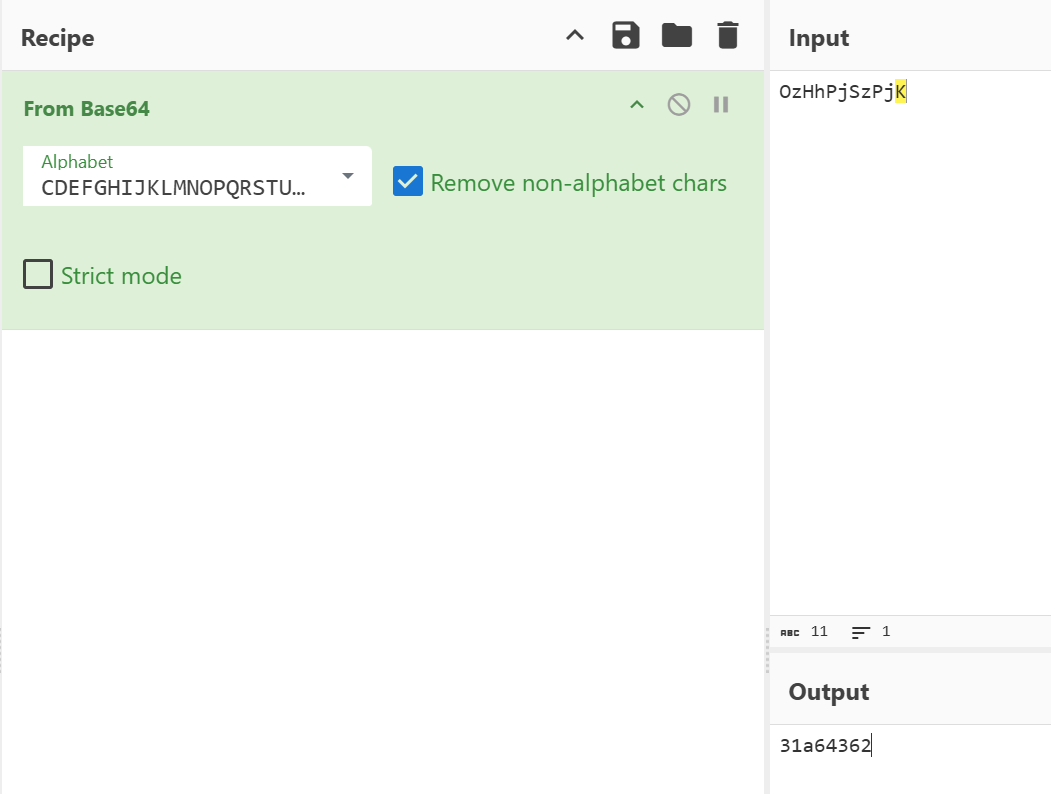 Recipe
From Base64
Alphabet
CDEFGHIJKLMNOPQRSTU…
Remove non-alphabet chars
Strict mode
Input
OzHhPjSzPjK
ABC 11 1
Output
31a64362